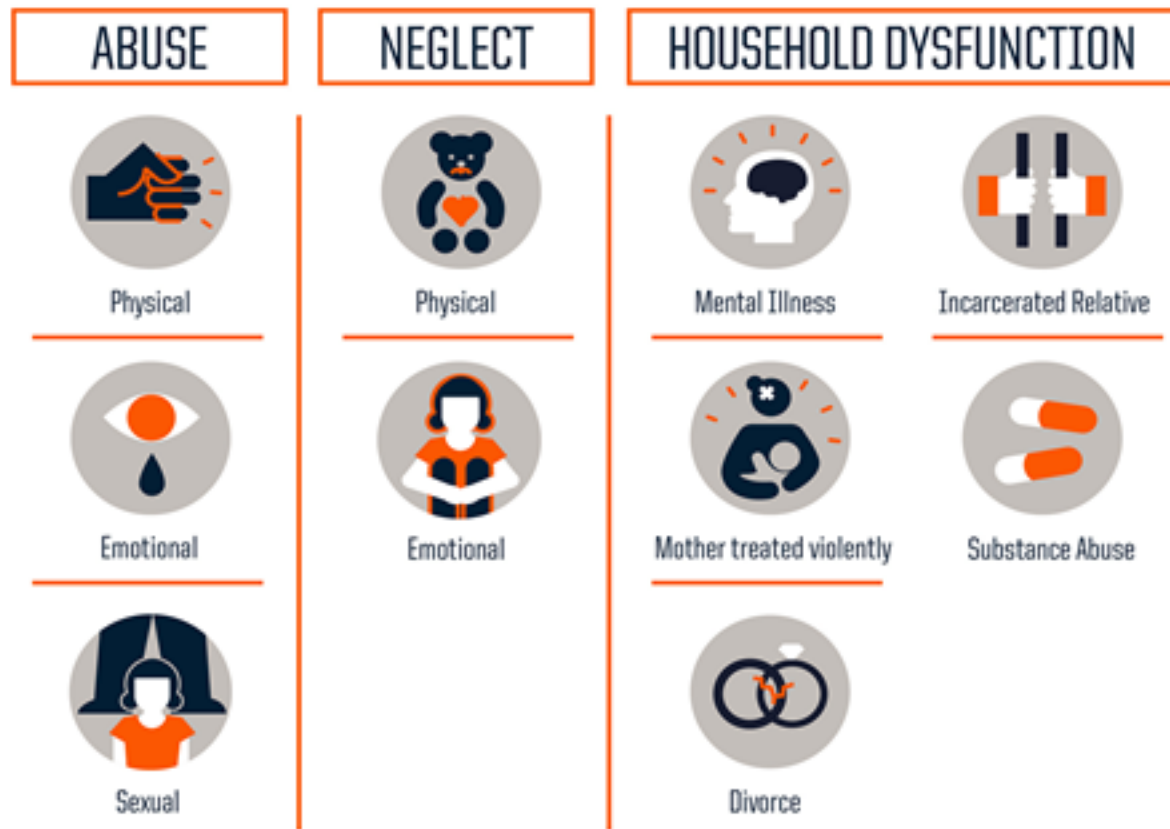 ABUSE
Physical
Emotional
Sexual
NEGLECT
Physical
Emotional
HOUSEHOLD DYSFUNCTION
Mental Illness
Incarcerated Relative
Mother treated violently
Substance Abuse
Divorce